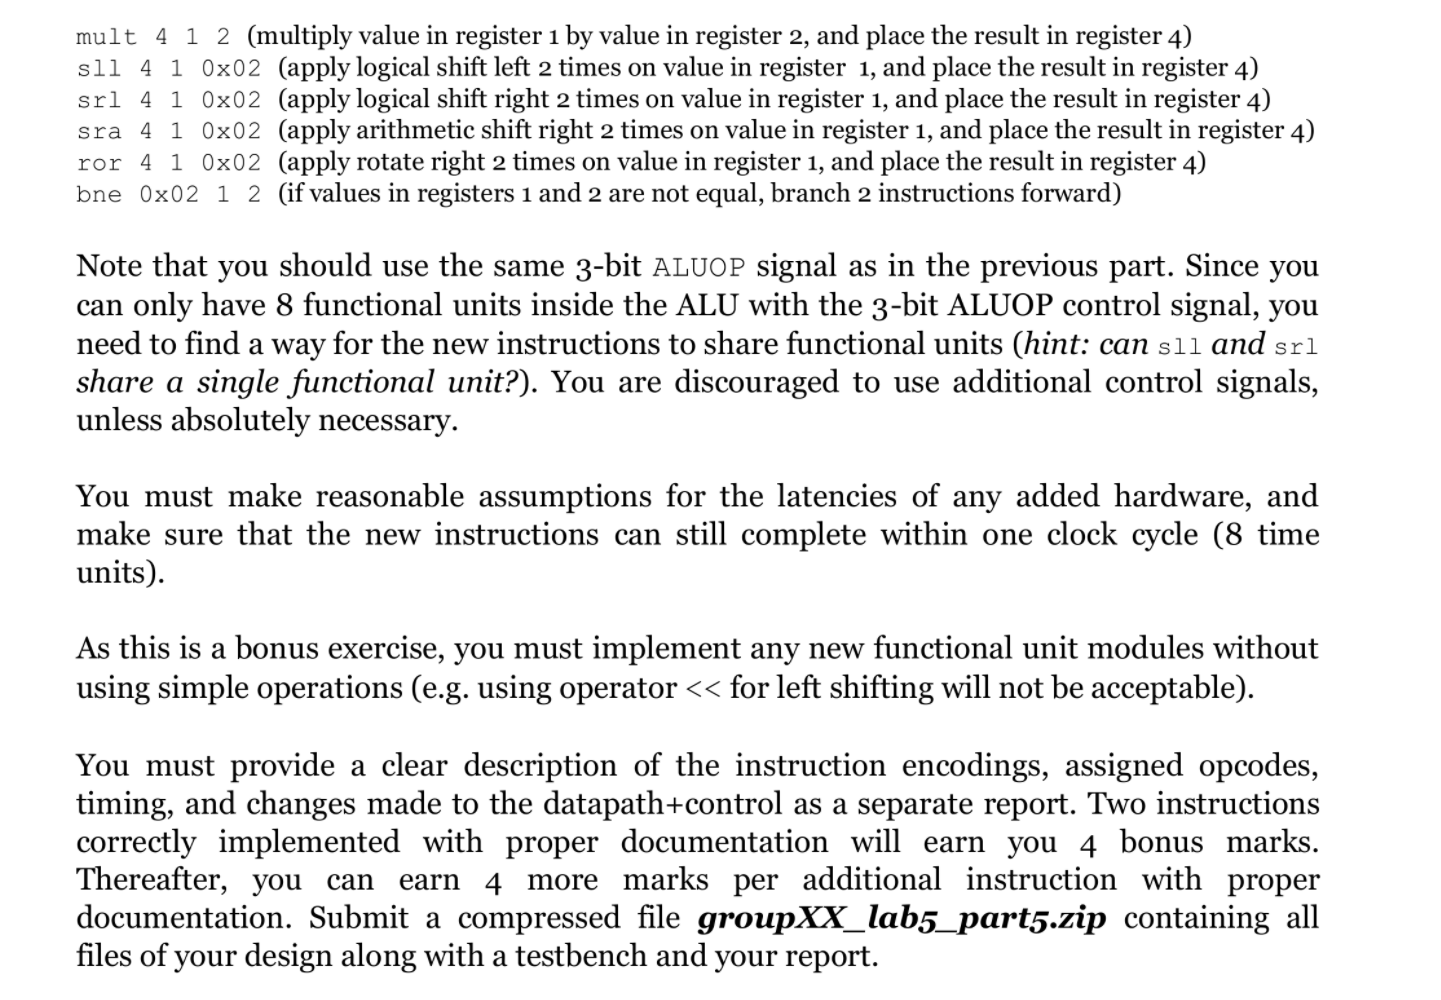 mult 4 1 2 (multiply value in register 1 by value in register 2, and place the result in register 4)
sll 4 1 0x02 (apply logical shift left 2 times on value in register 1, and place the result in register 4)
srl 4 1 0x02 (apply logical shift right 2 times on value in register 1, and place the result in register 4)
sra 4 1 0x02 (apply arithmetic shift right 2 times on value in register 1, and place the result in register 4)
ror 4 1 0x02 (apply rotate right 2 times on value in register 1, and place the result in register 4)
bne 0x02 1 2 (if values in registers 1 and 2 are not equal, branch 2 instructions forward)
Note that you should use the same 3-bit ALUOP signal as in the previous part. Since you
can only have 8 functional units inside the ALU with the 3-bit ALUOP control signal, you
need to find a way for the new instructions to share functional units (hint: can sll and srl
share a single functional unit?). You are discouraged to use additional control signals,
unless absolutely necessary.
You must make reasonable assumptions for the latencies of any added hardware, and
make sure that the new instructions can still complete within one clock cycle (8 time
units).
As this is a bonus exercise, you must implement any new functional unit modules without
using simple operations (e.g. using operator << for left shifting will not be acceptable).
You must provide a clear description of the instruction encodings, assigned opcodes,
timing, and changes made to the datapath+control as a separate report. Two instructions
correctly implemented with proper documentation will earn you 4 bonus marks.
Thereafter, you can earn 4 more marks per additional instruction with proper
documentation. Submit a compressed file groupXX_lab5_part5.zip containing all
files of your design along with a testbench and your report.